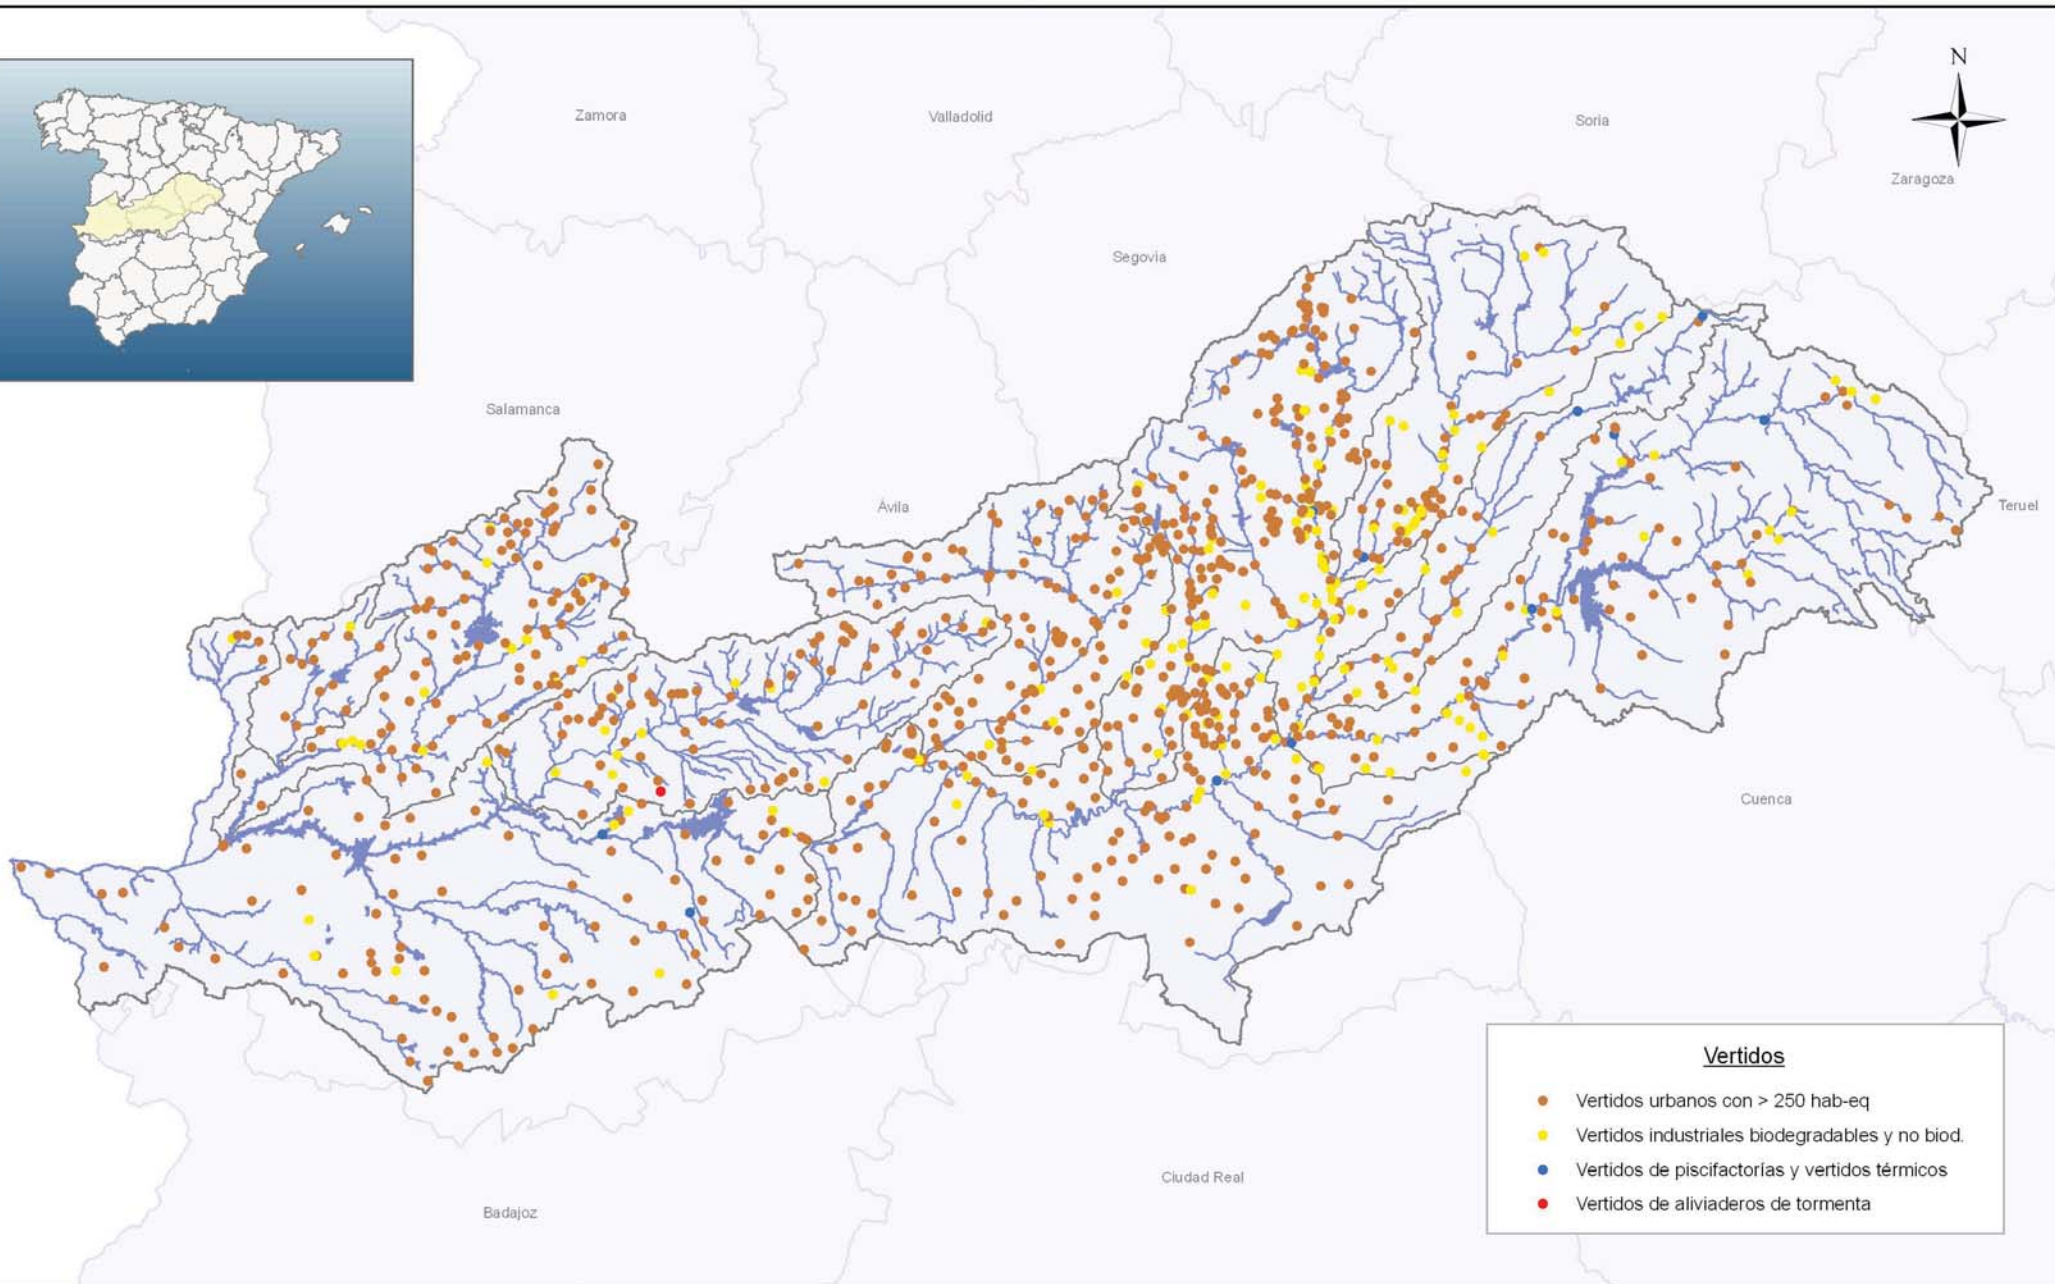 N
Zamora
Valladolid
Soria
Zaragoza
Segovia
Salamanca
Ávila
Teruel
Cuenca
Ciudad Real
Badajoz
Vertidos
Vertidos urbanos con > 250 hab-eq
Vertidos industriales biodegradables y no biod.
Vertidos de piscifactorías y vertidos térmicos
Vertidos de aliviaderos de tormenta